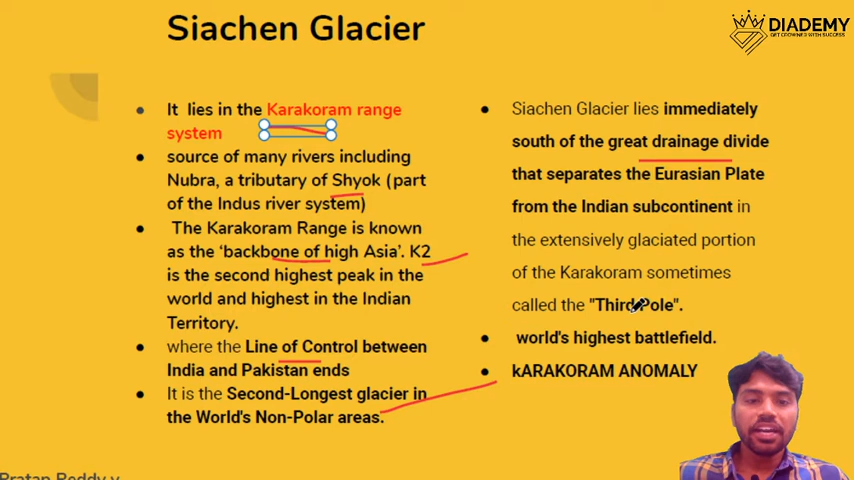 Siachen Glacier
DIADEMY
GET CROWNED WITH SUCCESS
It lies in the Karakoram range
system
source of many rivers including
Nubra, a tributary of Shyok (part
of the Indus river system)
The Karakoram Range is known
as the ‘backbone of high Asia’. K2
is the second highest peak in the
world and highest in the Indian
Territory.
where the Line of Control between
India and Pakistan ends
It is the Second-Longest glacier in
the World's Non-Polar areas.
Siachen Glacier lies immediately
south of the great drainage divide
that separates the Eurasian Plate
from the Indian subcontinent in
the extensively glaciated portion
of the Karakoram sometimes
called the "Third Pole".
world's highest battlefield.
kARAKORAM ANOMALY
Pratap Reddy y